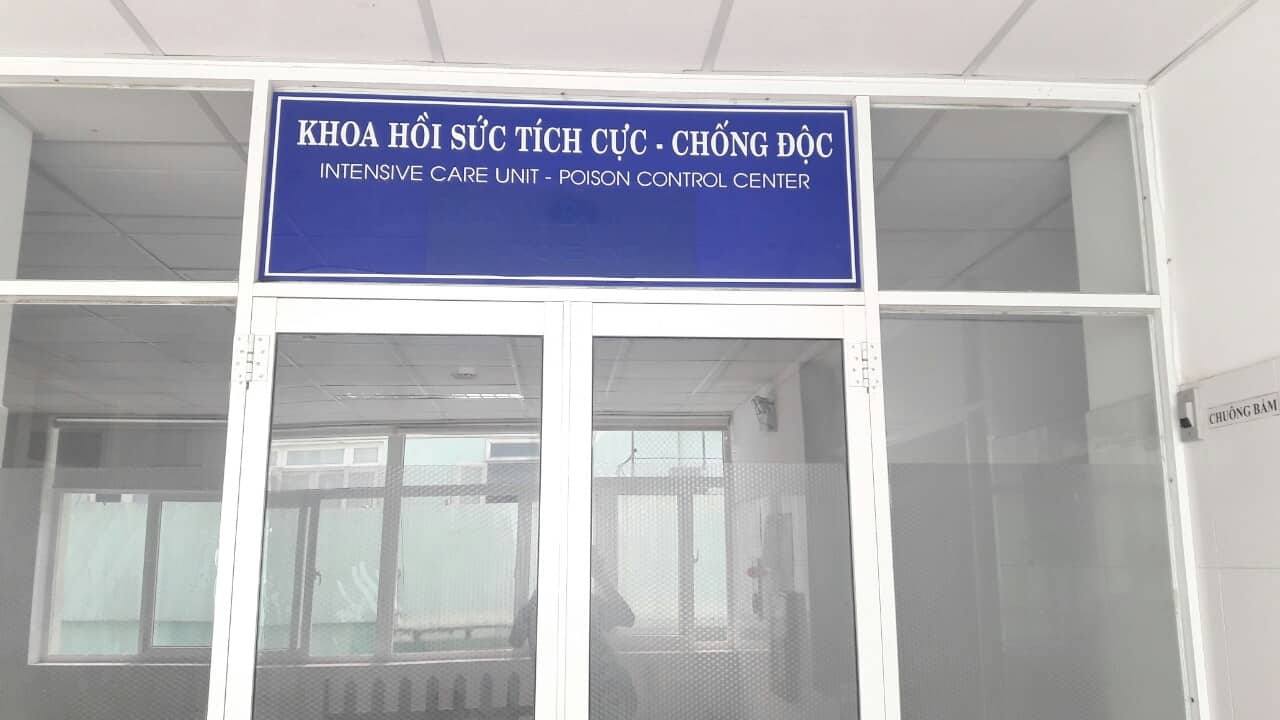 KHOA HỒI SỨC TÍCH CỰC - CHỐNG ĐỘC
INTENSIVE CARE UNIT - POISON CONTROL CENTER
CHUÔNG BẤM